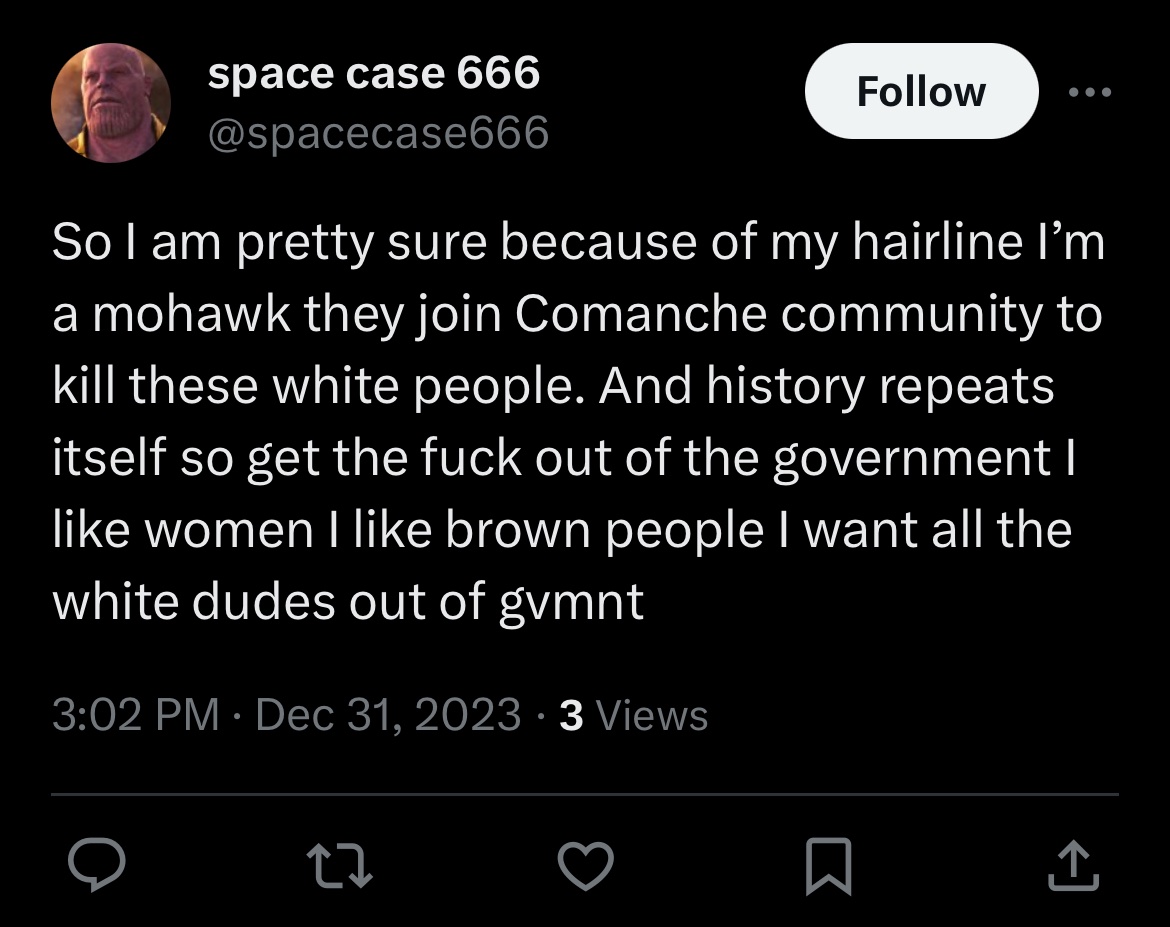 space case 666
Follow
@spacecase666
So I am pretty sure because of my hairline I’m
a mohawk they join Comanche community to
kill these white people. And history repeats
itself so get the fuck out of the government I
like women I like brown people I want all the
white dudes out of gvmnt
3:02 PM · Dec 31, 2023 · 3 Views